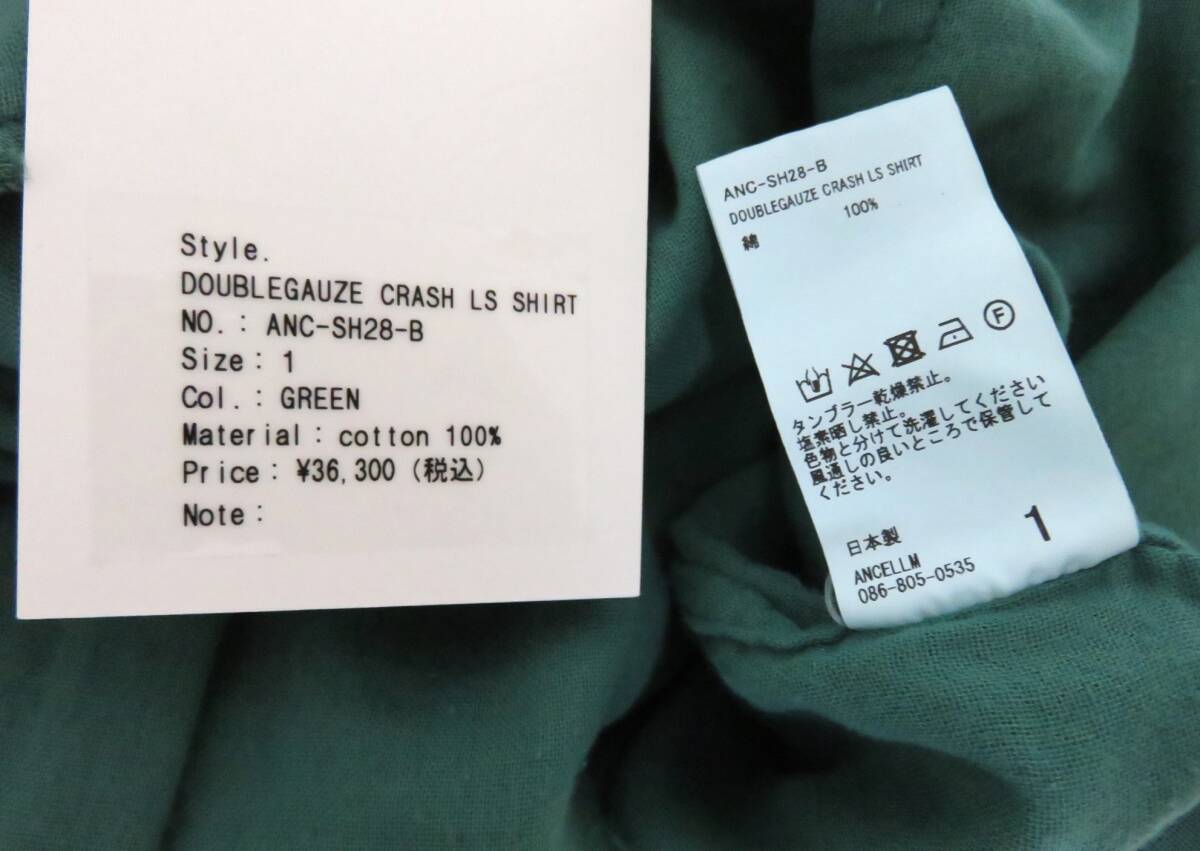 Style.
DOUBLEGAUZE CRASH LS SHIRT
NO.: ANC-SH28-B
Size: 1
Col.: GREEN
Material: cotton 100%
Price: ¥36,300 (税込)
Note:
ANC-SH28-B
DOUBLEGAUZE CRASH LS SHIRT
綿 100%
F
タンブラー乾燥禁止。
塩素晒し禁止。
色物と分けて洗濯してください
風通しの良いところで保管して
ください。
日本製 1
ANCELLM
086-805-0535